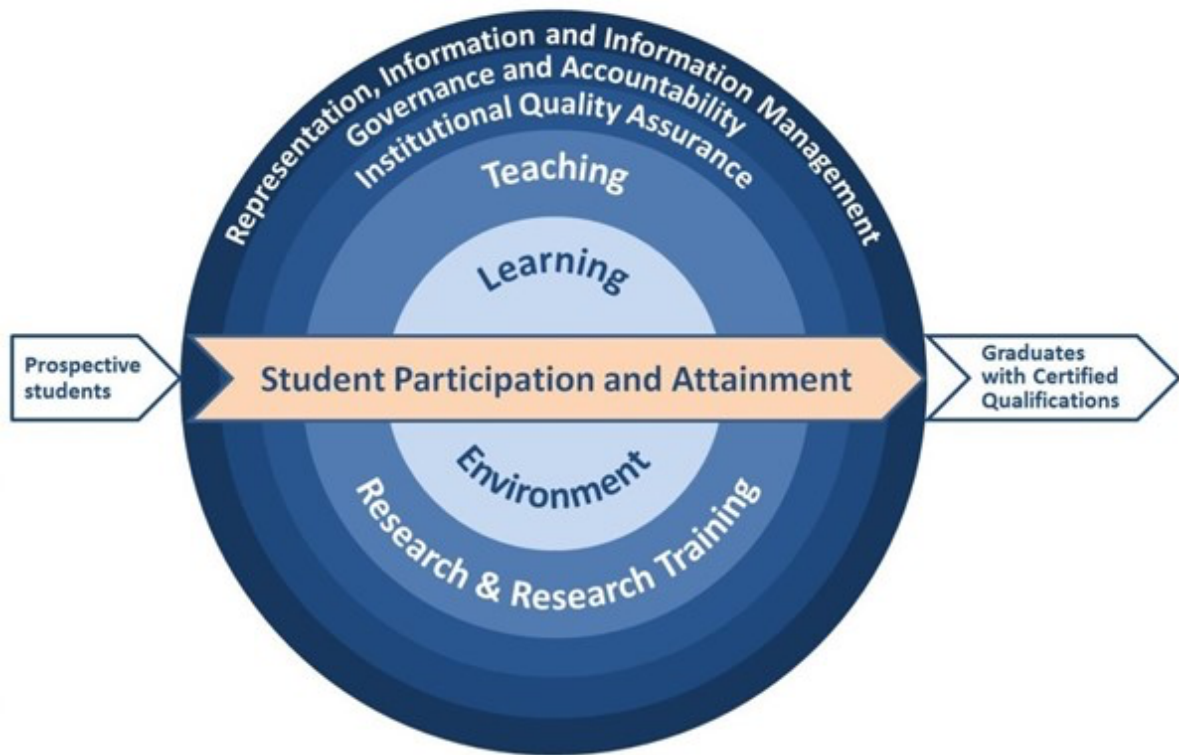 Representation, Information and Information Management
Governance and Accountability
Institutional Quality Assurance
Teaching
Learning
Prospective
students
Student Participation and Attainment
Graduates
with Certified
Qualifications
Environment
Research & Research Training